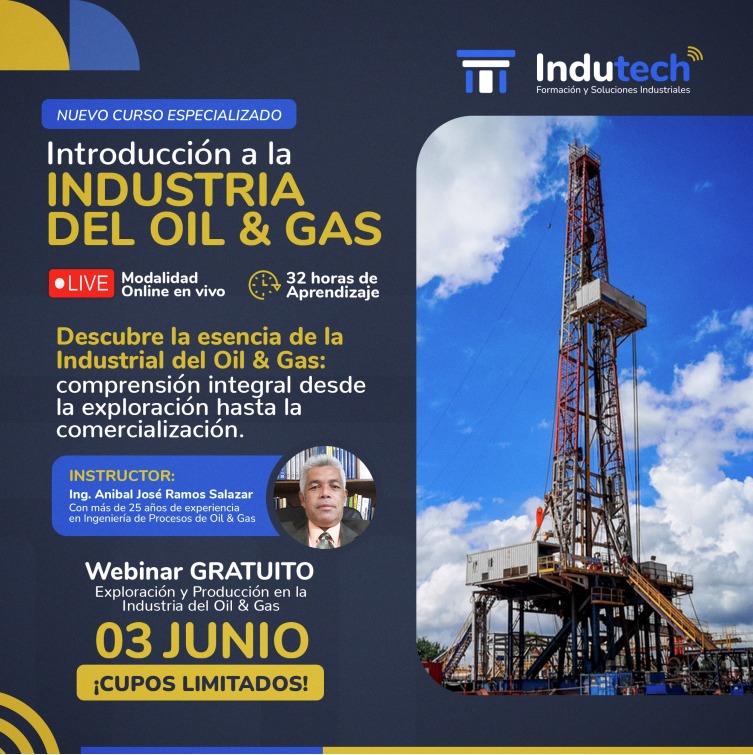 Indutech
Formación y Soluciones Industriales
NUEVO CURSO ESPECIALIZADO
Introducción a la
INDUSTRIA
DEL OIL & GAS
LIVE
Modalidad
Online en vivo
32 horas de
Aprendizaje
Descubre la esencia de la
Industrial del Oil & Gas:
comprensión integral desde
la exploración hasta la
comercialización.
INSTRUCTOR:
Ing. Anibal José Ramos Salazar
Con más de 25 años de experiencia
en Ingeniería de Procesos de Oil & Gas
Webinar GRATUITO
Exploración y Producción en la
Industria del Oil & Gas
03 JUNIO
¡CUPOS LIMITADOS!